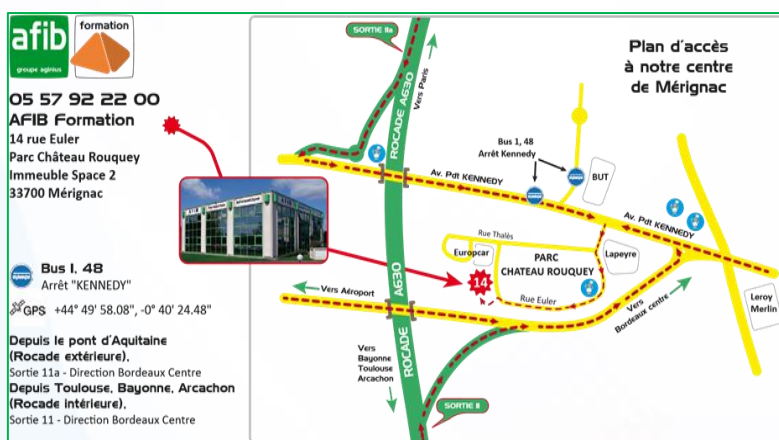 afib
groupe aginius
formation
05 57 92 22 00
AFIB Formation
14 rue Euler
Parc Château Rouquey
Immeuble Space 2
33700 Mérignac
Bus 1, 48
Arrêt "KENNEDY"
GPS +44° 49' 58.08", -0° 40' 24.48"
Depuis le pont d'Aquitaine
(Rocade extérieure),
Sortie 11a - Direction Bordeaux Centre
Depuis Toulouse, Bayonne, Arcachon
(Rocade intérieure),
Sortie 11 - Direction Bordeaux Centre
Plan d'accès
à notre centre
de Mérignac
SORTIE 11a
Vers Paris
ROCADE A630
Bus 1, 48
Arrêt Kennedy
BUT
Av. Pdt KENNEDY
Av. Pdt KENNEDY
Rue Thalès
Europcar
PARC
CHATEAU ROUQUEY
Lapeyre
14
Rue Euler
Vers Aéroport
A630
ROCADE
Vers
Bordeaux centre
Leroy
Merlin
Vers
Bayonne
Toulouse
Arcachon
SORTIE 11
AFIB